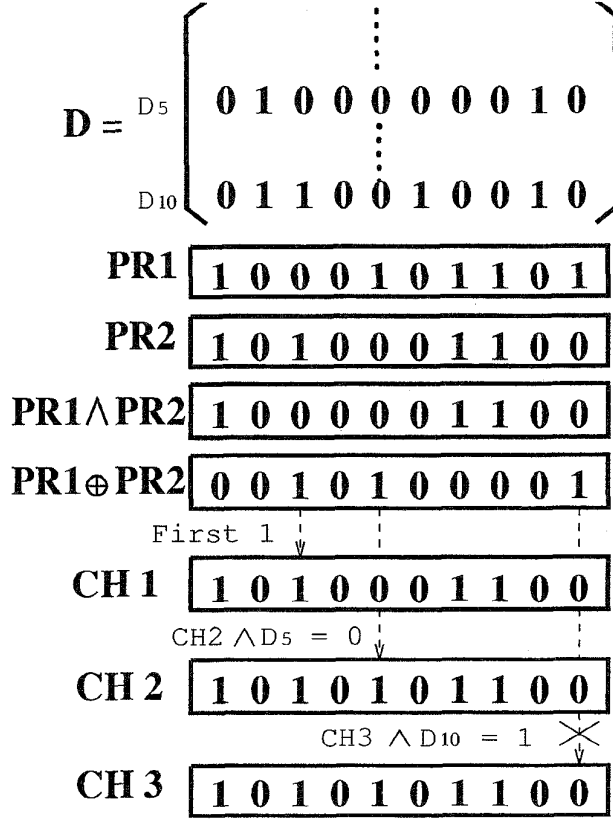 D5 0 1 0 0 0 0 0 0 1 0
D =
D10 0 1 1 0 0 1 0 0 1 0
PR1 1 0 0 0 1 0 1 1 0 1
PR2 1 0 1 0 0 0 1 1 0 0
PR1∧PR2 1 0 0 0 0 0 1 1 0 0
PR1⊕PR2 0 0 1 0 1 0 0 0 0 1
First 1
CH 1 1 0 1 0 0 0 1 1 0 0
CH2 ∧ D5 = 0
CH 2 1 0 1 0 1 0 1 1 0 0
CH3 ∧ D10 = 1
CH 3 1 0 1 0 1 0 1 1 0 0